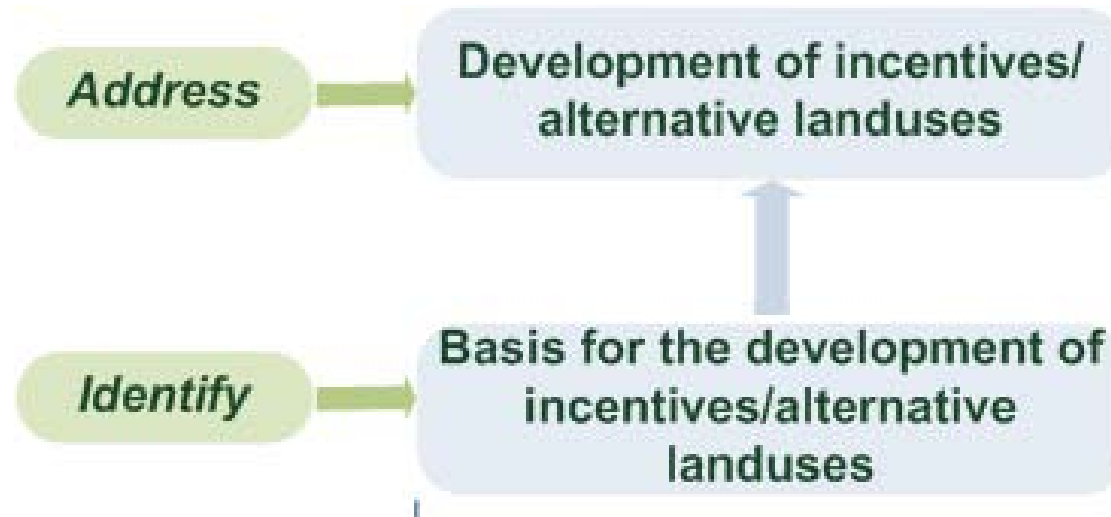 Address
Development of incentives/
alternative landuses
Identify
Basis for the development of
incentives/alternative
landuses